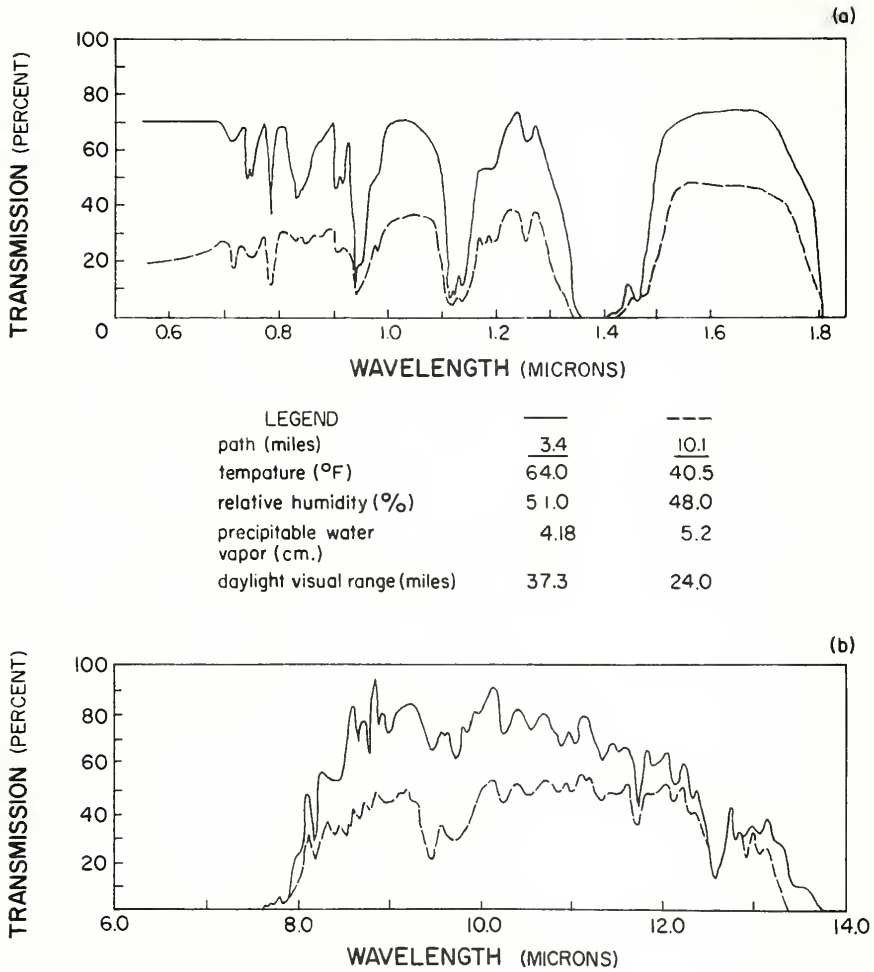 (a)
TRANSMISSION (PERCENT)
100
80
60
40
20
0
0.6 0.8 1.0 1.2 1.4 1.6 1.8
WAVELENGTH (MICRONS)
LEGEND
path (miles) 3.4 10.1
tempature (°F) 64.0 40.5
relative humidity (%) 51.0 48.0
precipitable water
vapor (cm.) 4.18 5.2
daylight visual range (miles) 37.3 24.0
(b)
TRANSMISSION (PERCENT)
100
80
60
40
20
6.0 8.0 10.0 12.0 14.0
WAVELENGTH (MICRONS)